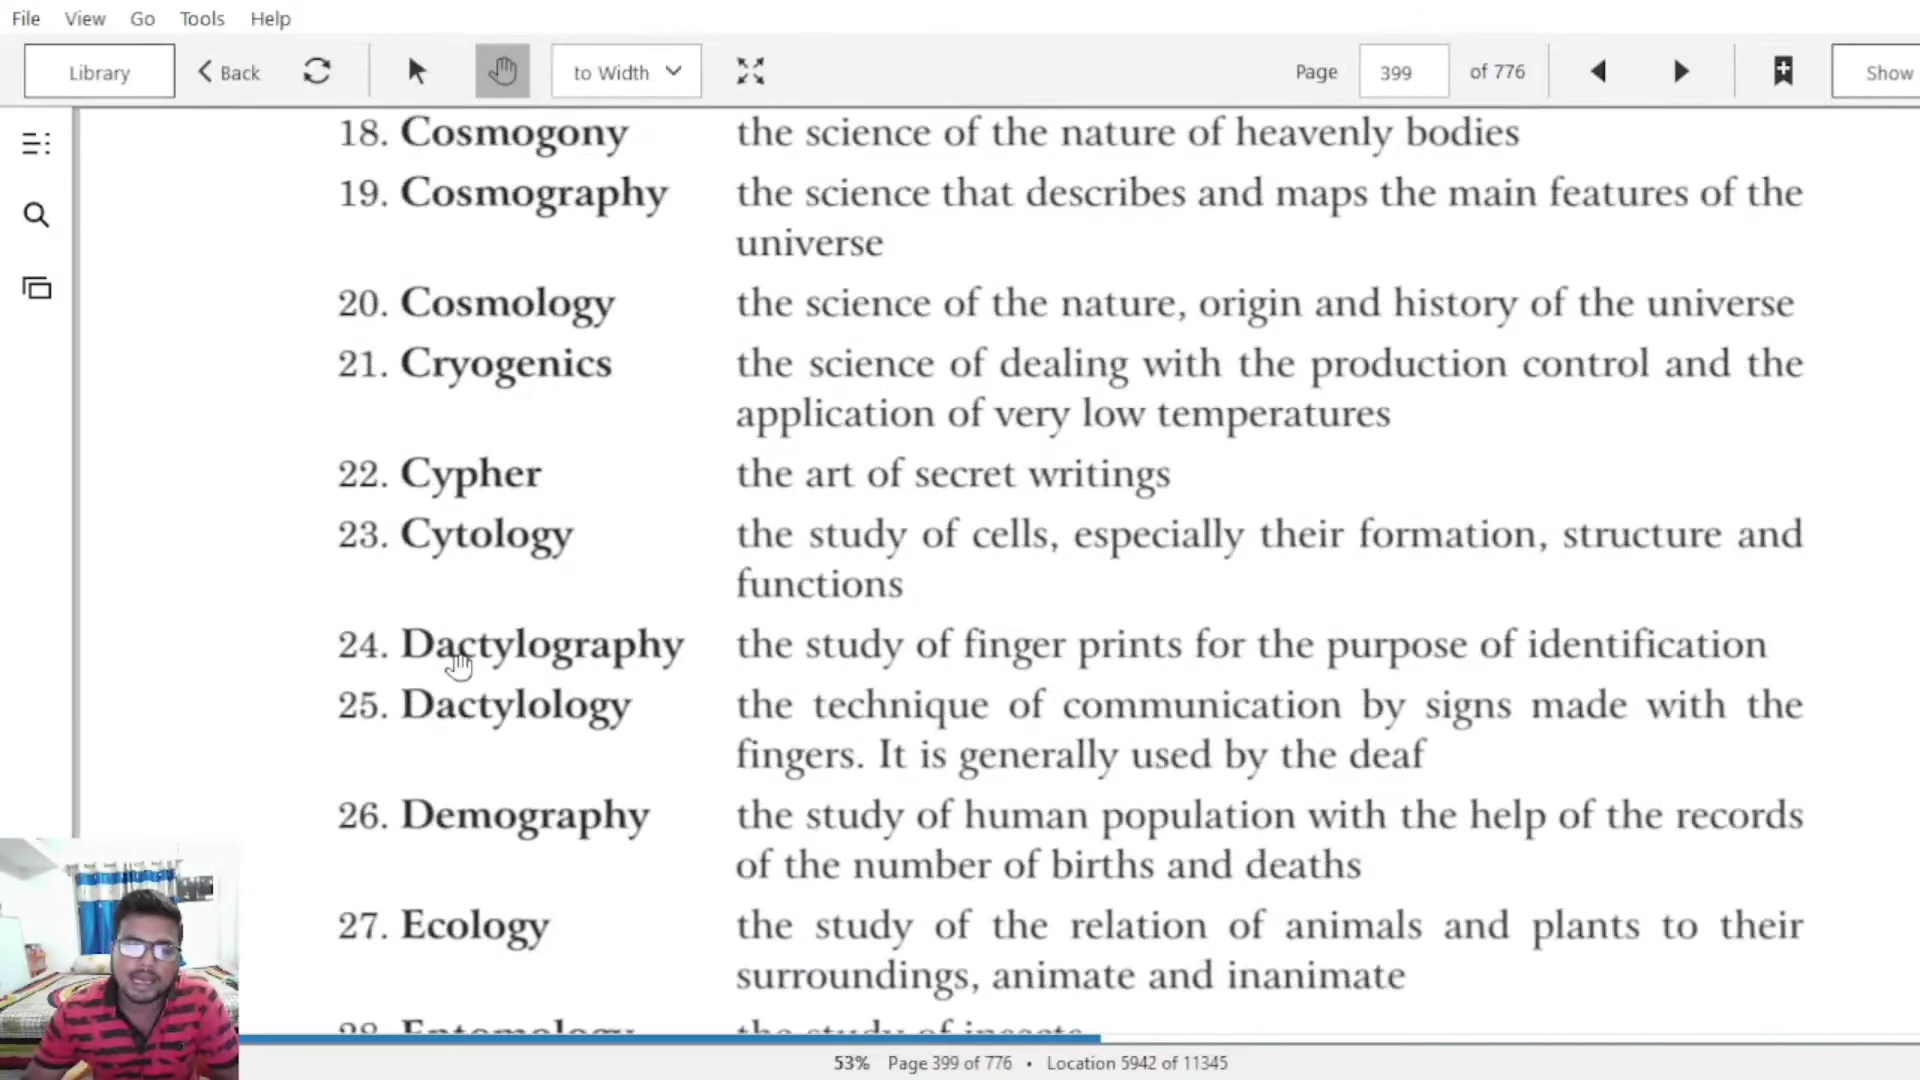 File View Go Tools Help
Library Back to Width Page 399 of 776 Show
18. Cosmogony the science of the nature of heavenly bodies
19. Cosmography the science that describes and maps the main features of the
universe
20. Cosmology the science of the nature, origin and history of the universe
21. Cryogenics the science of dealing with the production control and the
application of very low temperatures
22. Cypher the art of secret writings
23. Cytology the study of cells, especially their formation, structure and
functions
24. Dactylography the study of finger prints for the purpose of identification
25. Dactylology the technique of communication by signs made with the
fingers. It is generally used by the deaf
26. Demography the study of human population with the help of the records
of the number of births and deaths
27. Ecology the study of the relation of animals and plants to their
surroundings, animate and inanimate
28. Entomology the study of insects
53% Page 399 of 776 • Location 5942 of 11345